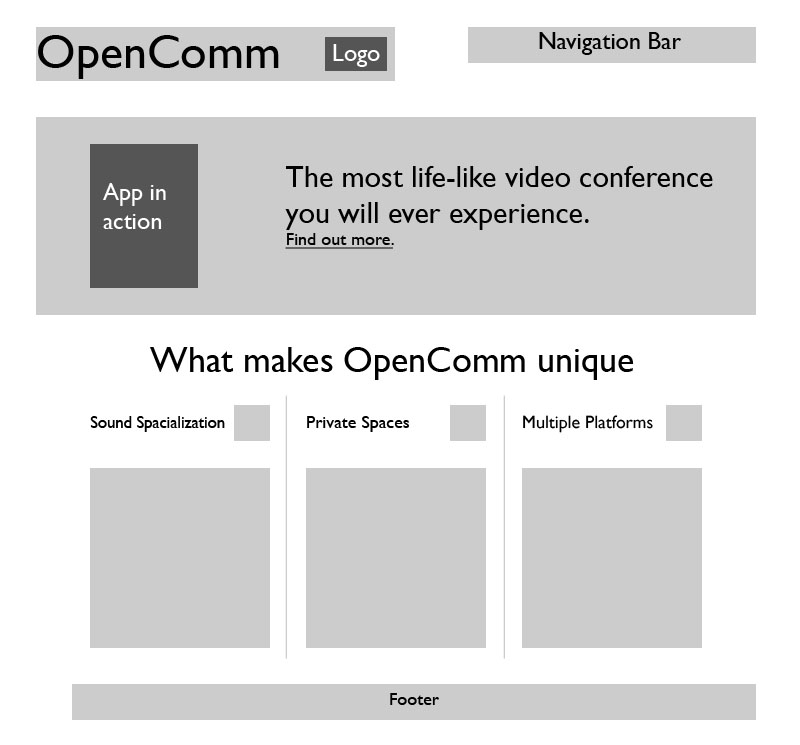 OpenComm
Logo
Navigation Bar
App in
action
The most life-like video conference
you will ever experience.
Find out more.
What makes OpenComm unique
Sound Spacialization
Private Spaces
Multiple Platforms
Footer